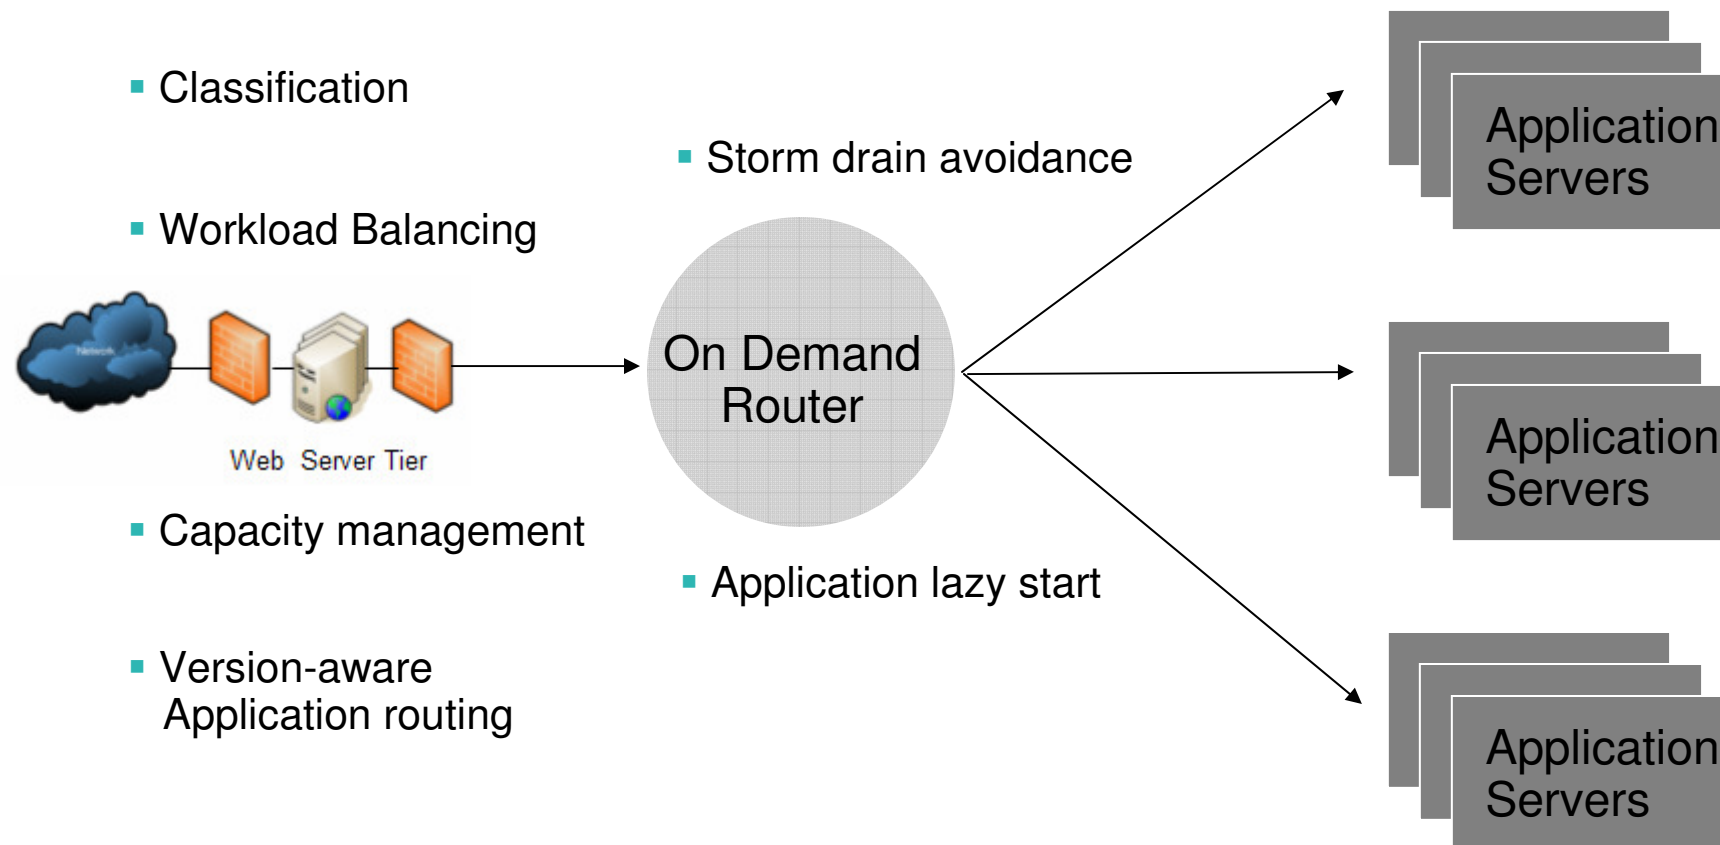 ▪ Classification
▪ Storm drain avoidance
▪ Workload Balancing
Network
Web Server Tier
On Demand
Router
▪ Capacity management
▪ Application lazy start
▪ Version-aware
Application routing
Application
Servers
Application
Servers
Application
Servers